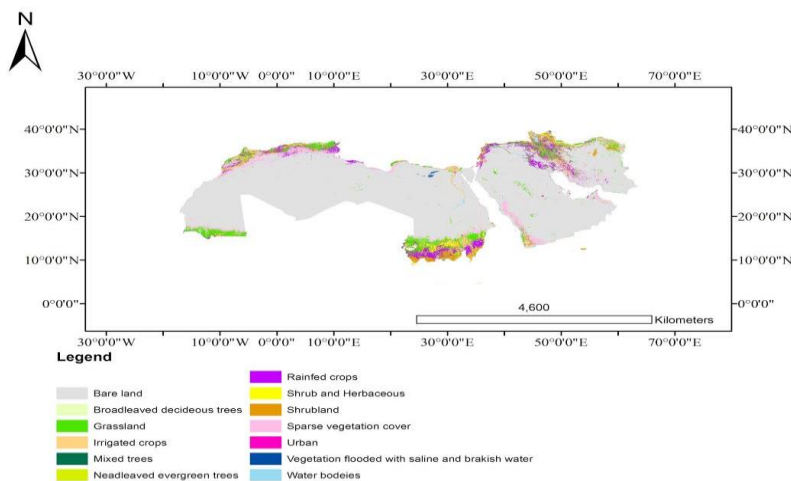 N
30°0'0"W 10°0'0"W 0°0'0" 10°0'0"E 30°0'0"E 50°0'0"E 70°0'0"E
40°0'0"N 40°0'0"N
30°0'0"N 30°0'0"N
20°0'0"N 20°0'0"N
10°0'0"N 10°0'0"N
0°0'0" 0°0'0"
4,600
Kilometers
30°0'0"W 10°0'0"W 0°0'0" 10°0'0"E 30°0'0"E 50°0'0"E 70°0'0"E
Legend
Bare land
Broadleaved decideous trees
Grassland
Irrigated crops
Mixed trees
Neadleaved evergreen trees
Rainfed crops
Shrub and Herbaceous
Shrubland
Sparse vegetation cover
Urban
Vegetation flooded with saline and brakish water
Water bodeies